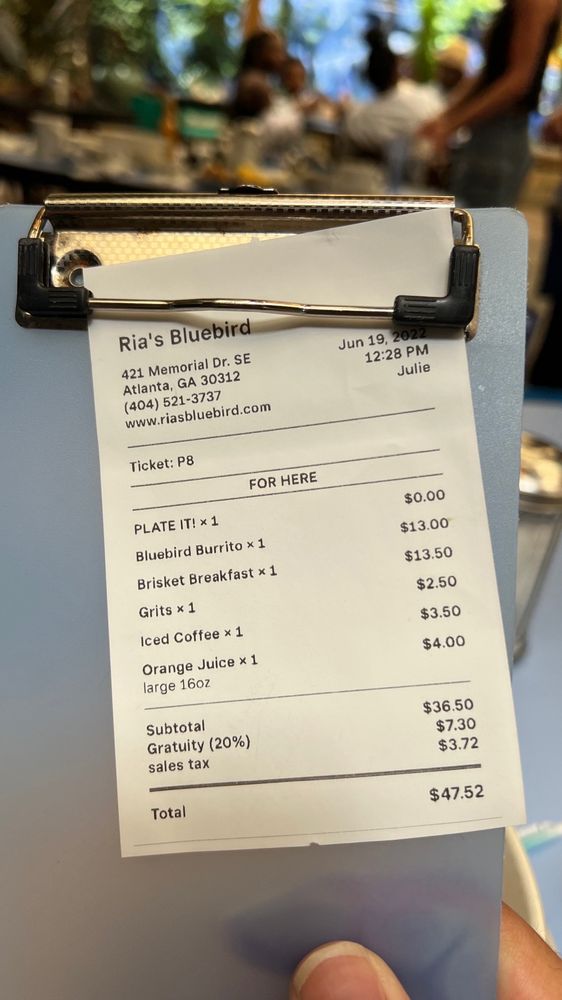 Ria's Bluebird
421 Memorial Dr. SE
Atlanta, GA 30312
(404) 521-3737
www.riasbluebird.com
Jun 19, 2022
12:28 PM
Julie
Ticket: P8
FOR HERE
PLATE IT! × 1 $0.00
Bluebird Burrito × 1 $13.00
Brisket Breakfast × 1 $13.50
Grits × 1 $2.50
Iced Coffee × 1 $3.50
Orange Juice × 1 $4.00
large 16oz
Subtotal $36.50
Gratuity (20%) $7.30
sales tax $3.72
Total $47.52